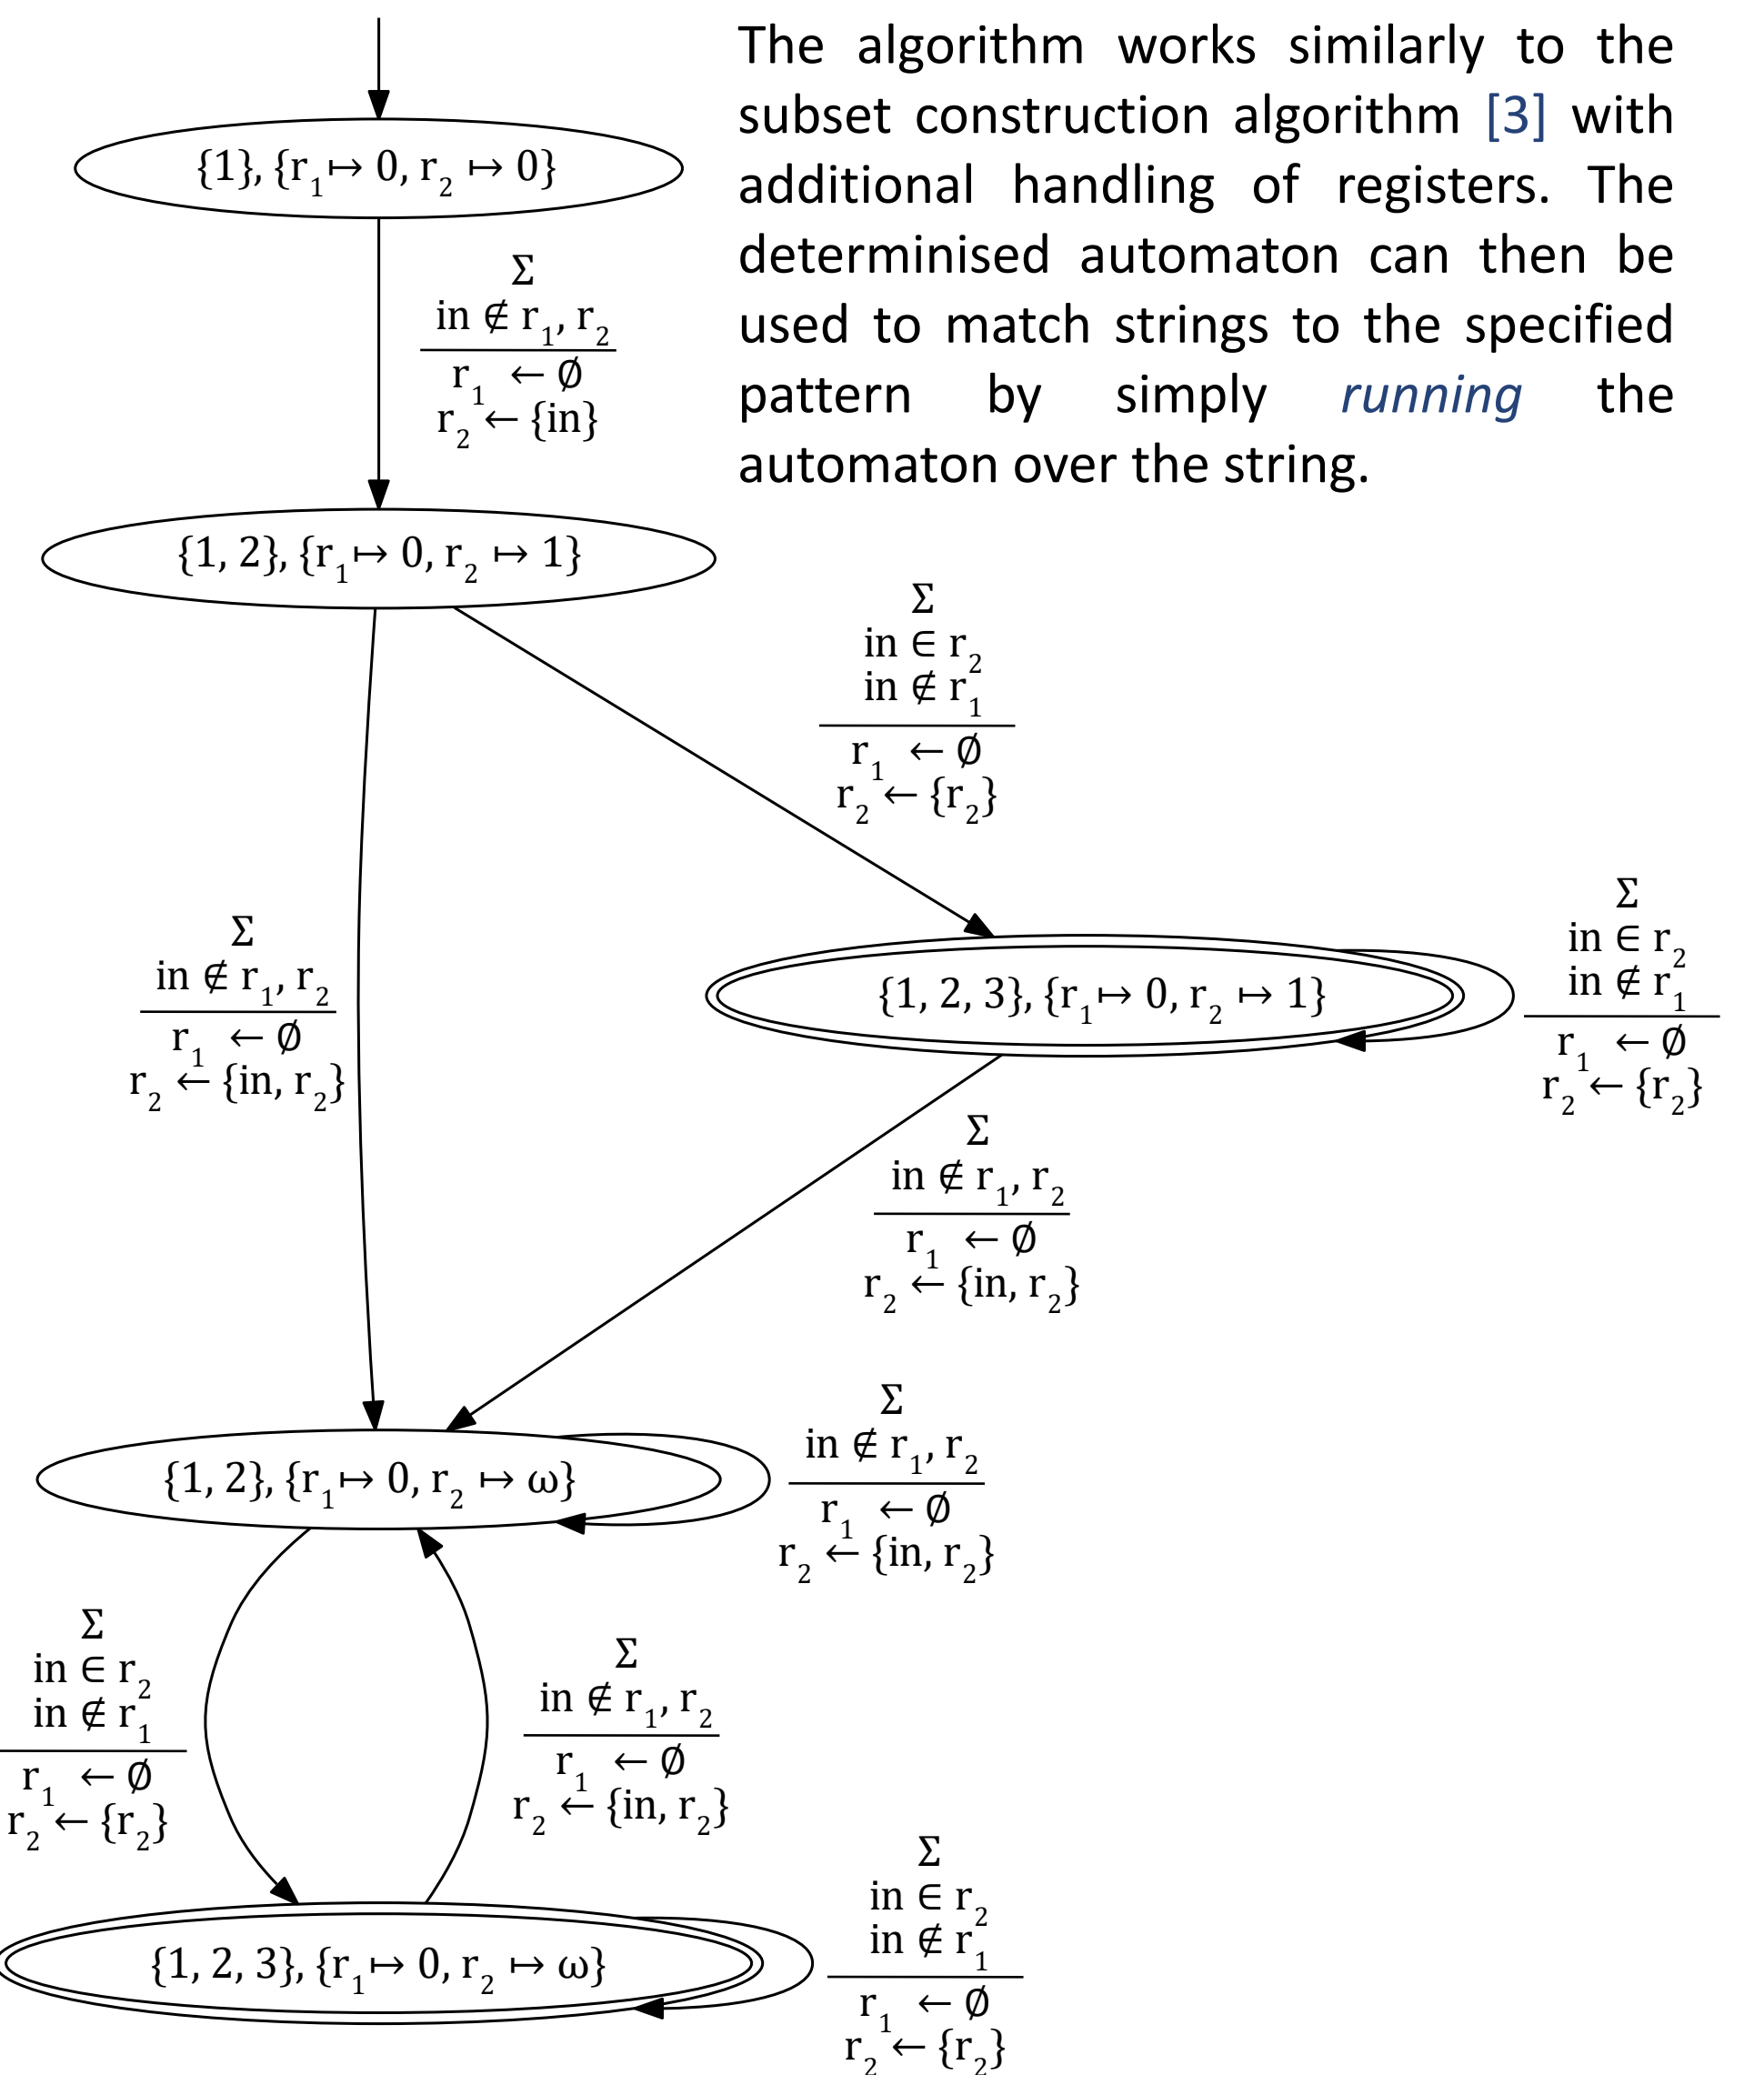 The algorithm works similarly to the
subset construction algorithm [3] with
additional handling of registers. The
determinised automaton can then be
used to match strings to the specified
pattern by simply running the
automaton over the string.
{1}, {r₁ ↦ 0, r₂ ↦ 0}
Σ
in ∉ r₁, r₂
r₁ ← ∅
r₂ ← {in}
{1, 2}, {r₁ ↦ 0, r₂ ↦ 1}
Σ
in ∈ r₂
in ∉ r₁
r₁ ← ∅
r₂ ← {r₂}
Σ
in ∉ r₁, r₂
r₁ ← ∅
r₂ ← {in, r₂}
{1, 2, 3}, {r₁ ↦ 0, r₂ ↦ 1}
Σ
in ∈ r₂
in ∉ r₁
r₁ ← ∅
r₂ ← {r₂}
Σ
in ∉ r₁, r₂
r₁ ← ∅
r₂ ← {in, r₂}
{1, 2}, {r₁ ↦ 0, r₂ ↦ ω}
Σ
in ∉ r₁, r₂
r₁ ← ∅
r₂ ← {in, r₂}
Σ
in ∈ r₂
in ∉ r₁
r₁ ← ∅
r₂ ← {r₂}
Σ
in ∉ r₁, r₂
r₁ ← ∅
r₂ ← {in, r₂}
{1, 2, 3}, {r₁ ↦ 0, r₂ ↦ ω}
Σ
in ∈ r₂
in ∉ r₁
r₁ ← ∅
r₂ ← {r₂}